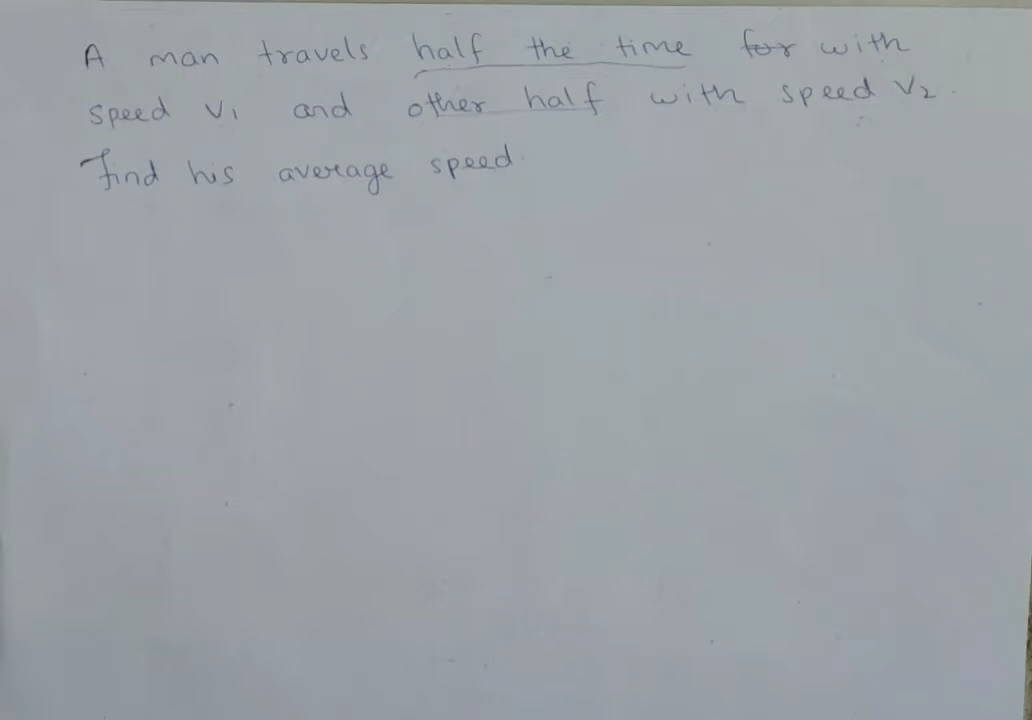 A man travels half the time for with
speed V₁ and other half with speed V₂.
Find his average speed.